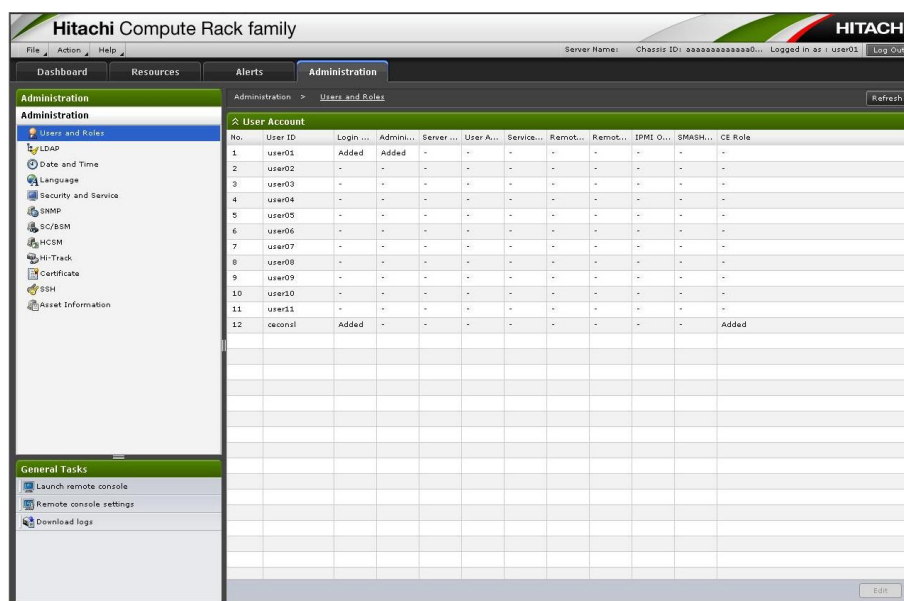 Hitachi Compute Rack family
HITACH
File Action Help Server Name: Chassis ID: aaaaaaaaaaaaa0... Logged in as : user01 Log Out
Dashboard Resources Alerts Administration
Administration
Administration > Users and Roles Refresh
Administration
Users and Roles
LDAP
Date and Time
Language
Security and Service
SNMP
SC/BSM
HCSM
Hi-Track
Certificate
SSH
Asset Information
General Tasks
Launch remote console
Remote console settings
Download logs
User Account
No. User ID Login ... Admini... Server ... User A... Service... Remot... Remot... IPMI O... SMASH... CE Role
1 user01 Added Added - - - - - - - -
2 user02 - - - - - - - - - -
3 user03 - - - - - - - - - -
4 user04 - - - - - - - - - -
5 user05 - - - - - - - - - -
6 user06 - - - - - - - - - -
7 user07 - - - - - - - - - -
8 user08 - - - - - - - - - -
9 user09 - - - - - - - - - -
10 user10 - - - - - - - - - -
11 user11 - - - - - - - - - -
12 ceconsl Added - - - - - - - - Added
Edit